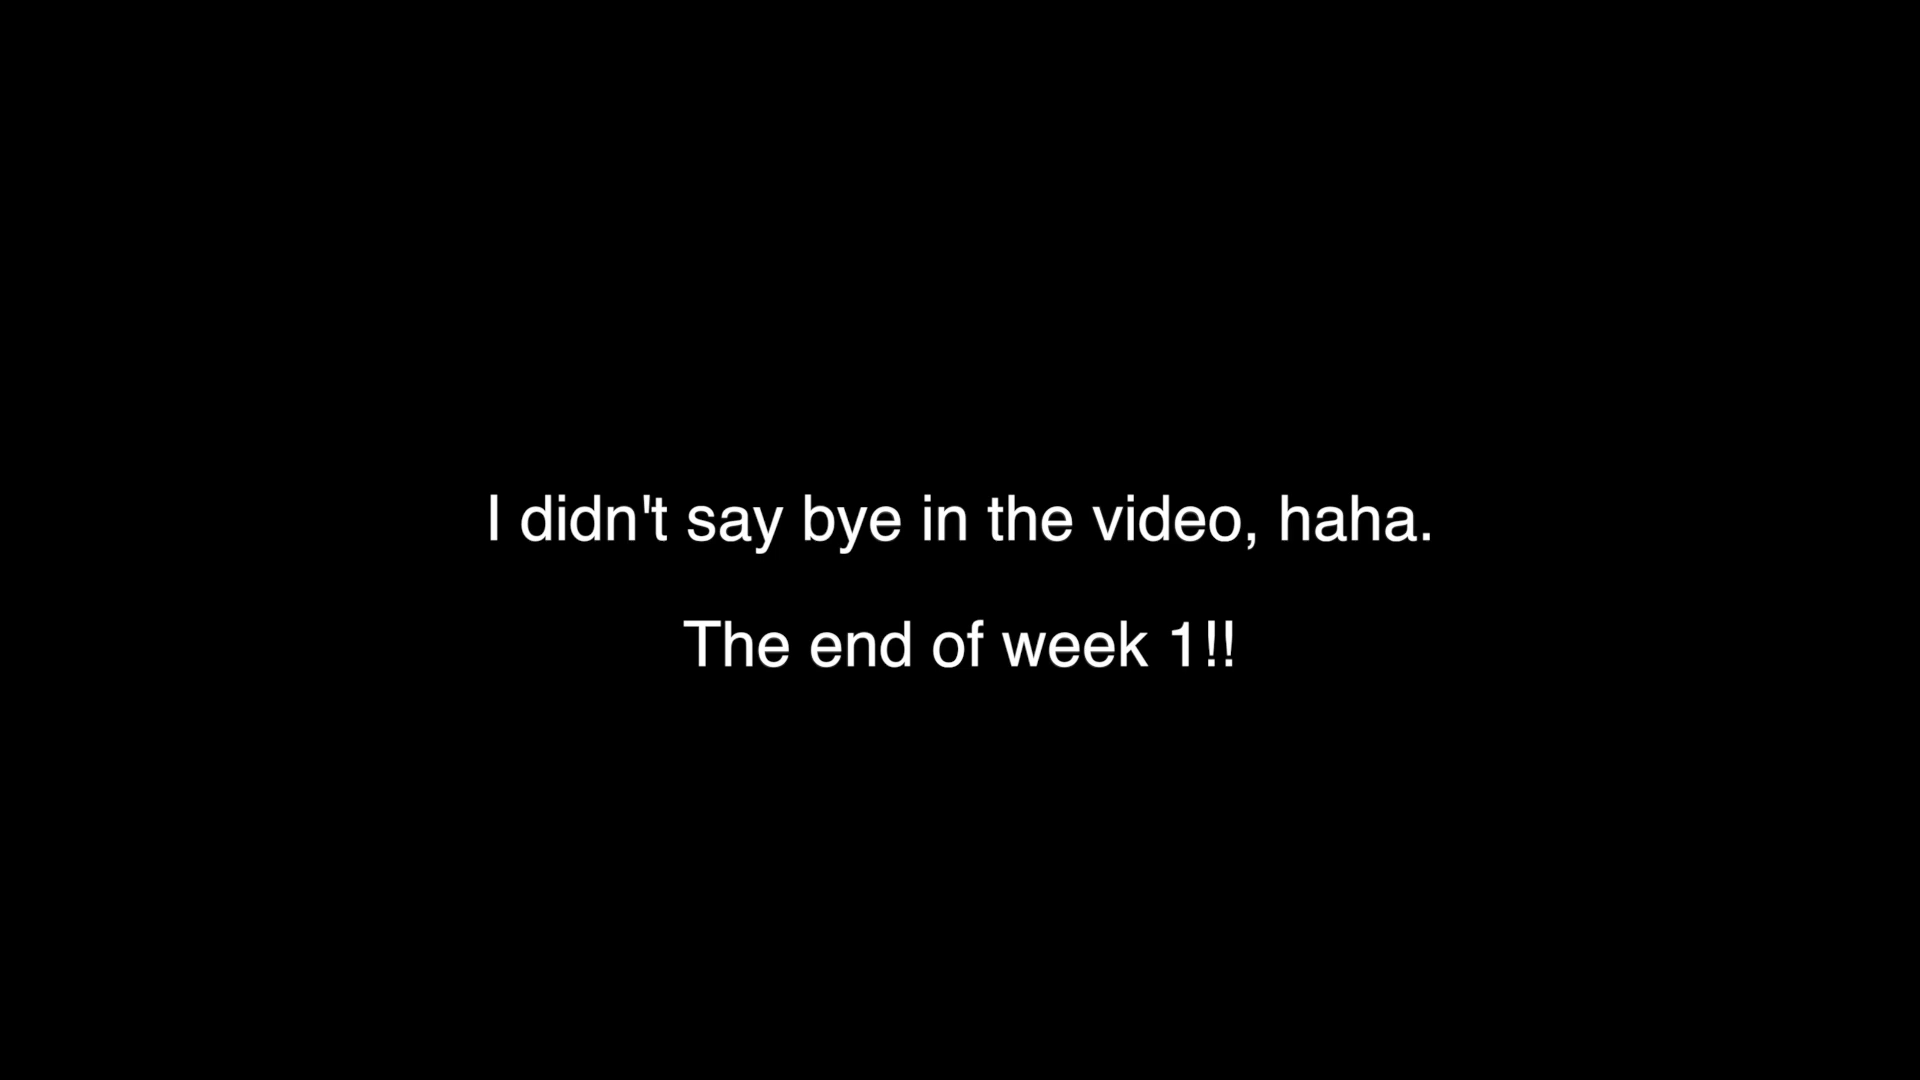 I didn't say bye in the video, haha.
The end of week 1!!